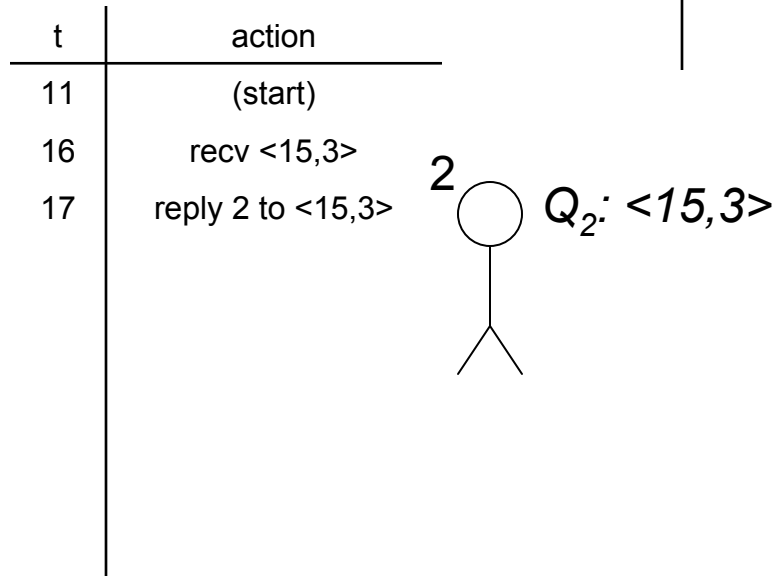 t action
11 (start)
16 recv <15,3>
17 reply 2 to <15,3>
2
Q₂: <15,3>